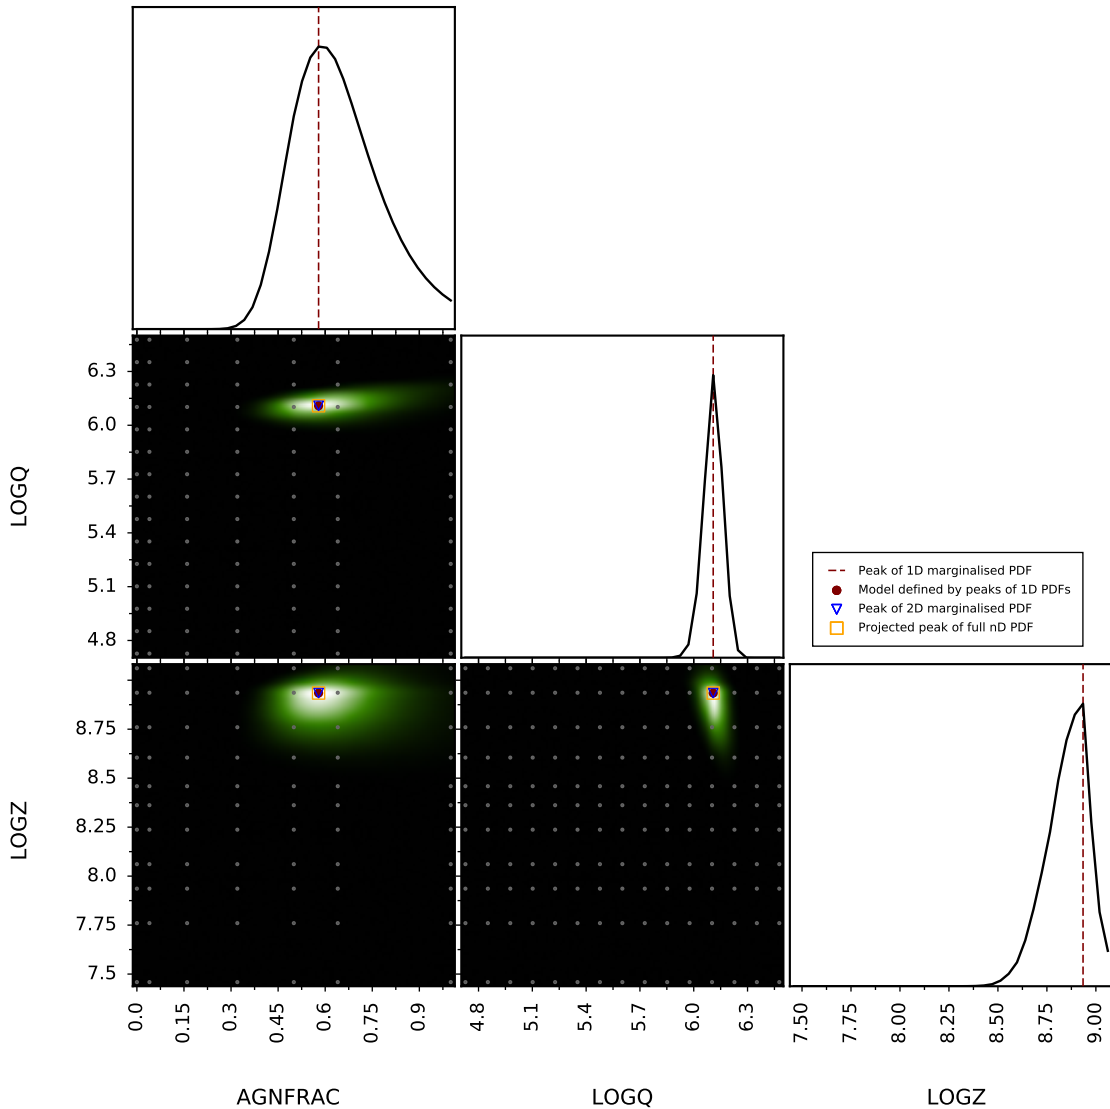 6.3
6.0
5.7
5.4
5.1
4.8
LOGQ
Peak of 1D marginalised PDF
Model defined by peaks of 1D PDFs
Peak of 2D marginalised PDF
Projected peak of full nD PDF
8.75
8.5
8.25
8.0
7.75
7.5
LOGZ
0.0 0.15 0.3 0.45 0.6 0.75 0.9
4.8 5.1 5.4 5.7 6.0 6.3
7.50 7.75 8.00 8.25 8.50 8.75 9.00
AGNFRAC LOGQ LOGZ